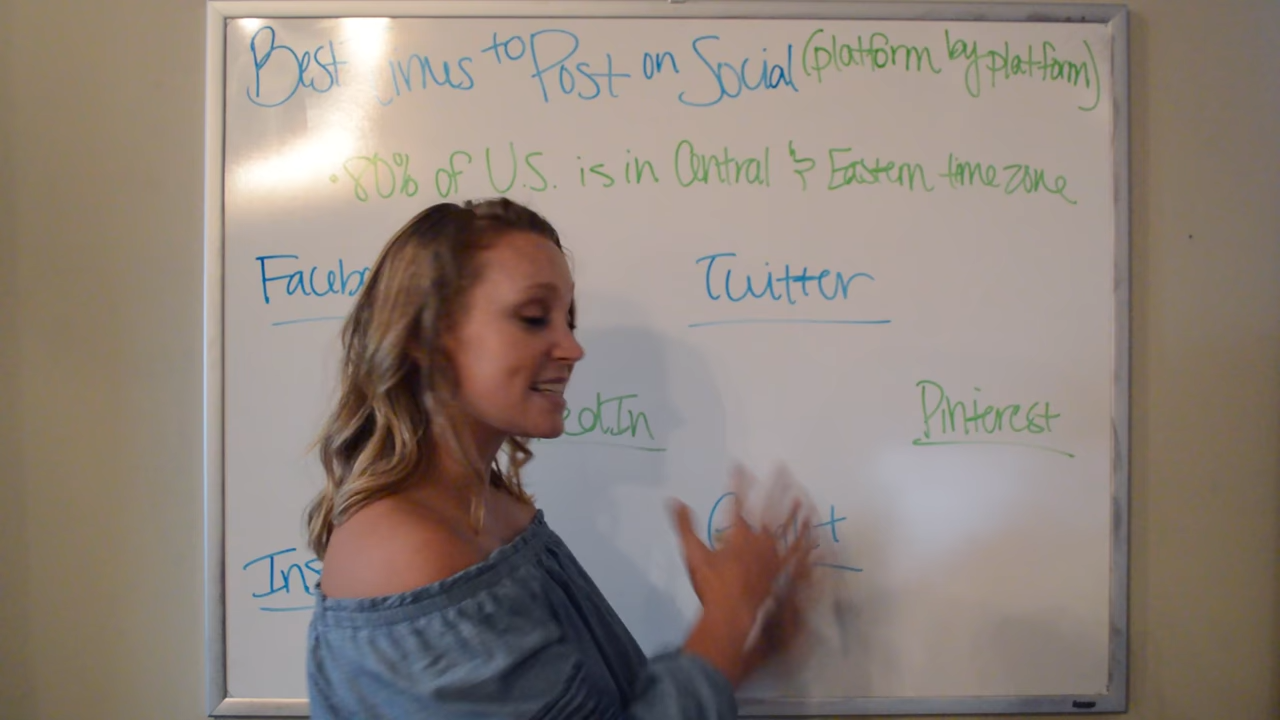 Best to Post on Social (platform by platform)
• 80% of U.S. is in Central & Eastern time zone
Facebo Twitter
edIn Pinterest
Ins